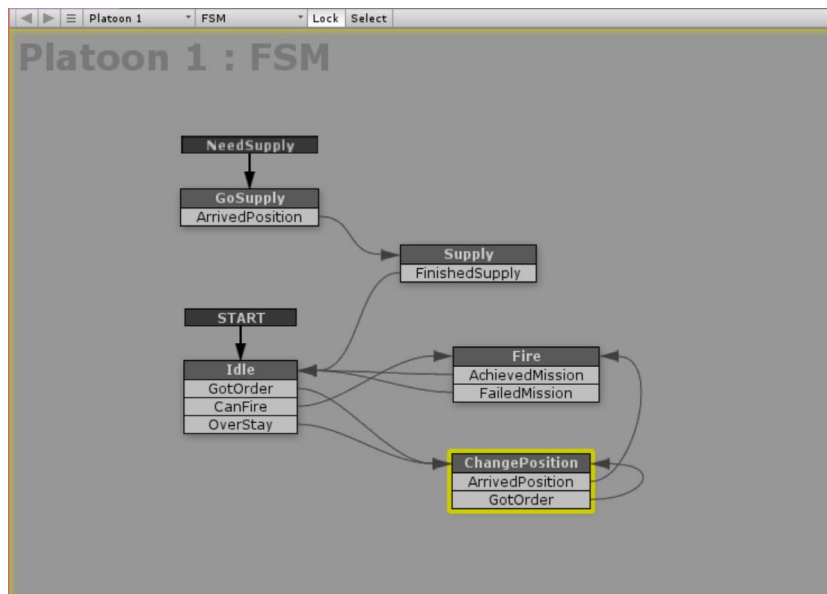 Platoon 1 FSM Lock Select
Platoon 1 : FSM
NeedSupply
GoSupply
ArrivedPosition
Supply
FinishedSupply
START
Idle
GotOrder
CanFire
OverStay
Fire
AchievedMission
FailedMission
ChangePosition
ArrivedPosition
GotOrder